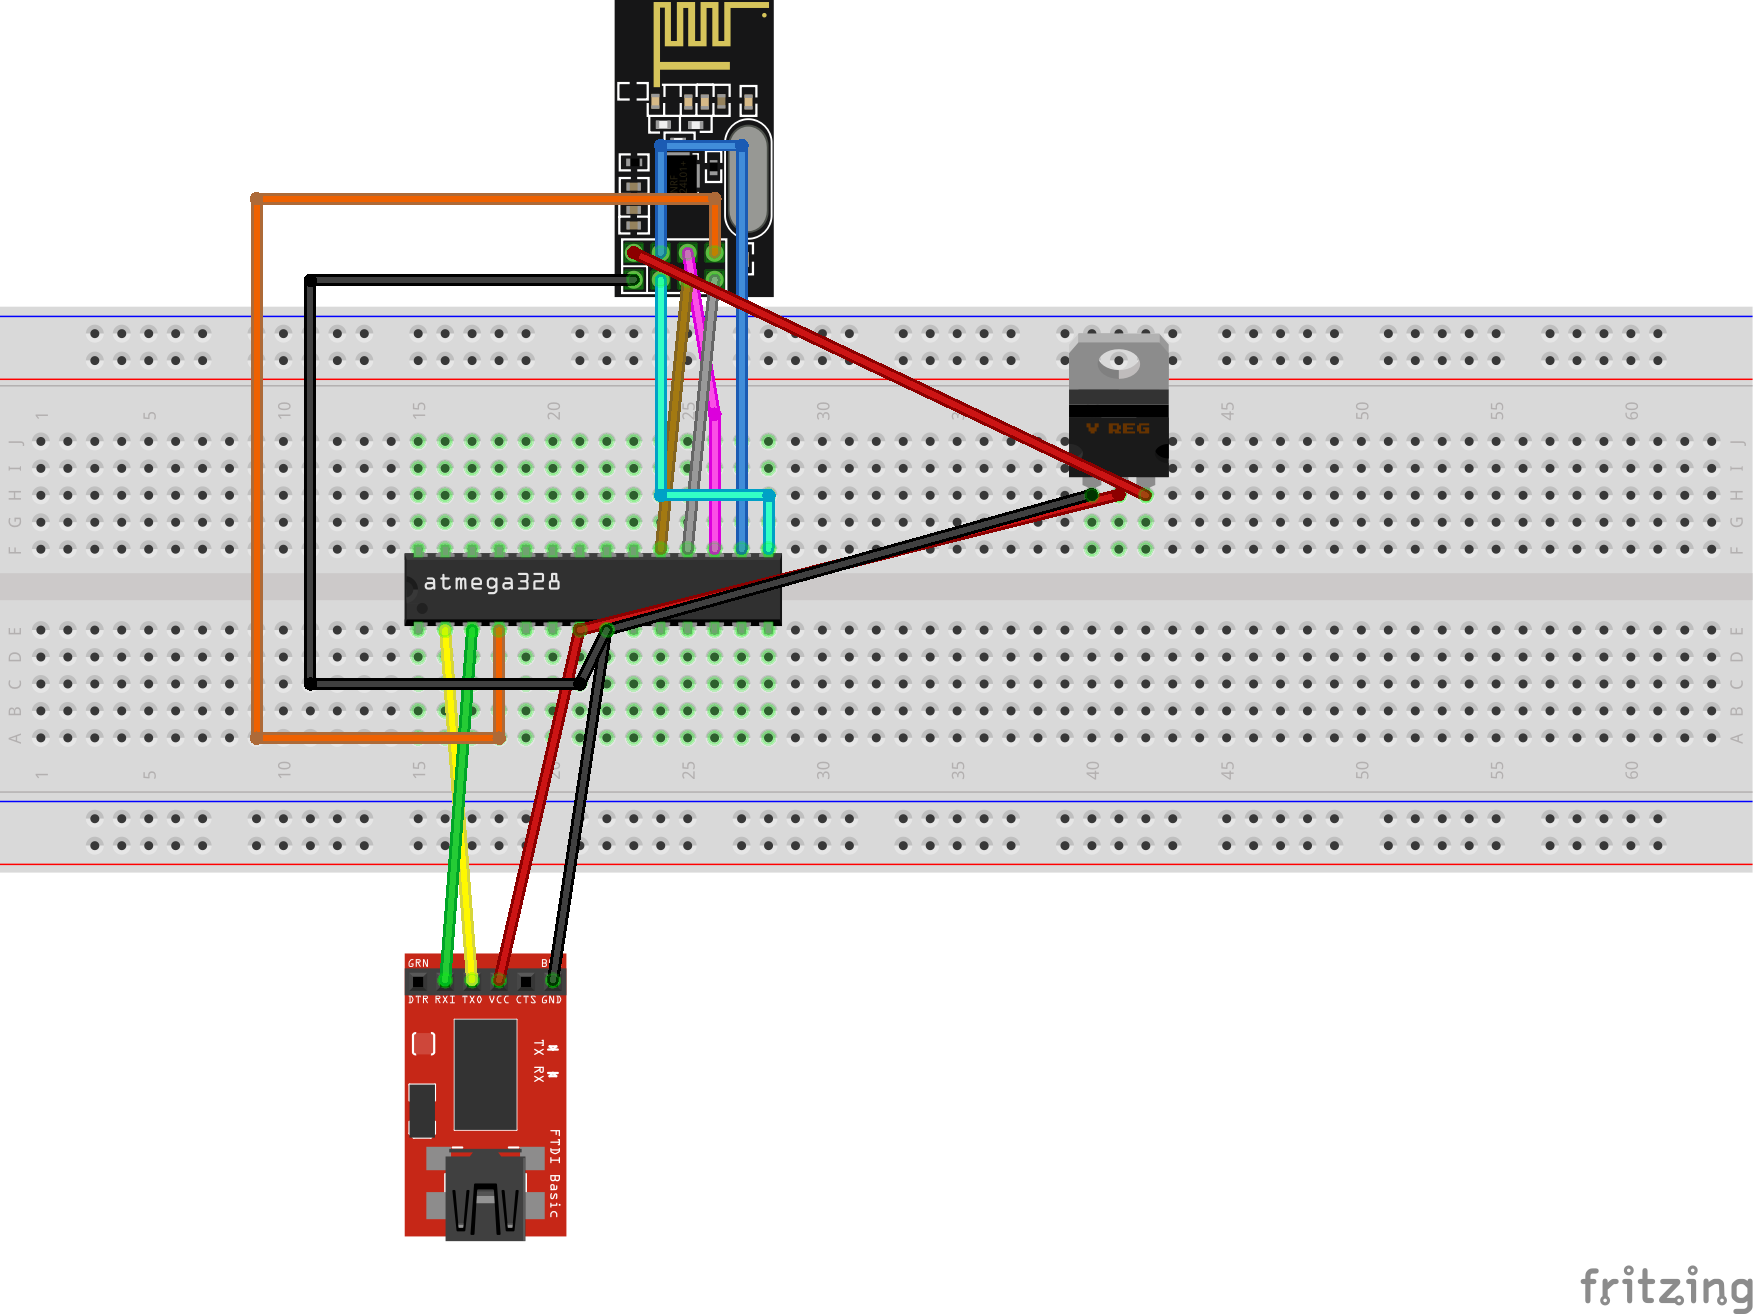 1 5 10 15 20 25 30 35 40 45 50 55 60
V REG
J J
I I
H H
G G
F F
atmega328
E E
D D
C C
B B
A A
1 5 10 15 20 25 30 35 40 45 50 55 60
GRN
DTR RXI TXO VCC CTS GND
TX RX
FTDI Basic
fritzing